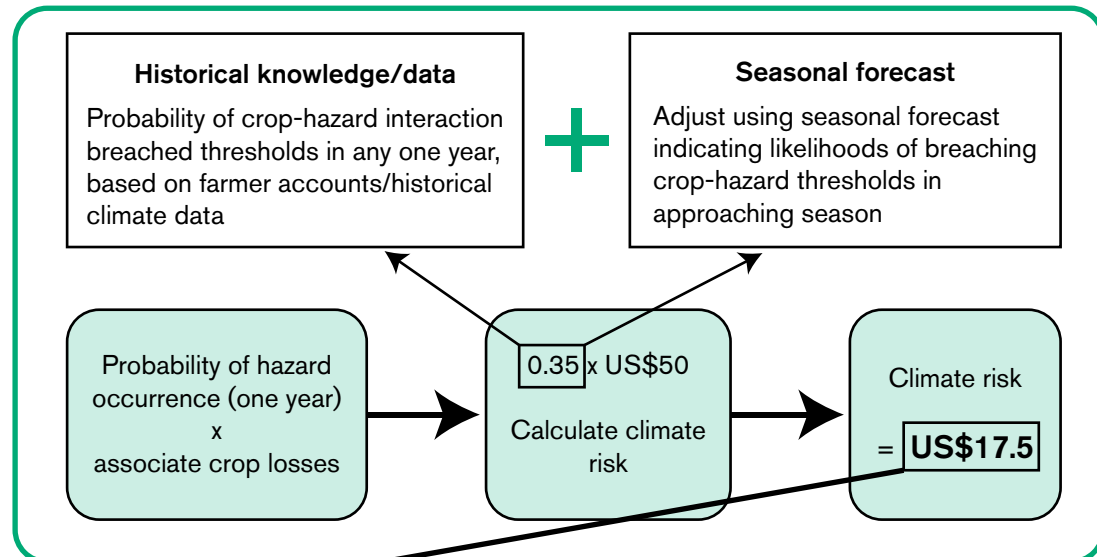 Historical knowledge/data
Probability of crop-hazard interaction
breached thresholds in any one year,
based on farmer accounts/historical
climate data
+
Seasonal forecast
Adjust using seasonal forecast
indicating likelihoods of breaching
crop-hazard thresholds in
approaching season
Probability of hazard
occurrence (one year)
x
associate crop losses
0.35 x US$50
Calculate climate
risk
Climate risk
= US$17.5